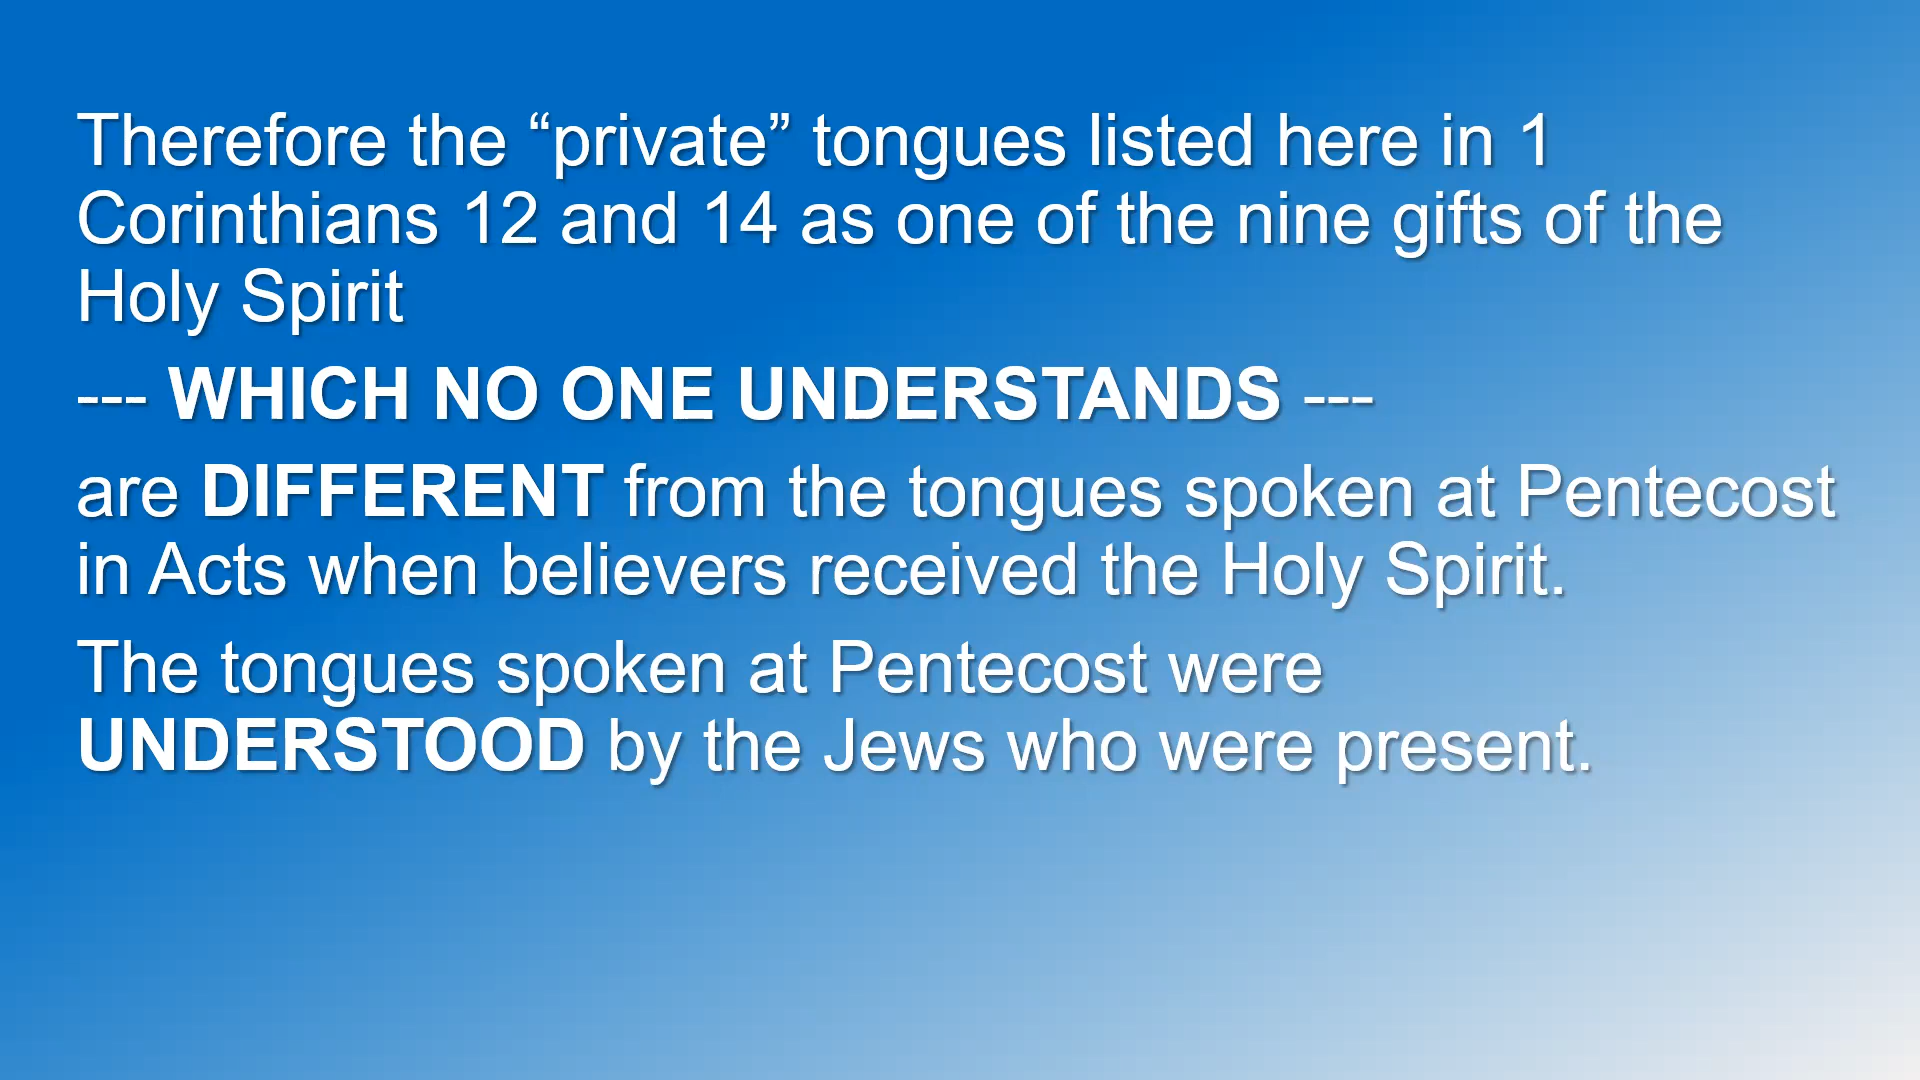 Therefore the “private” tongues listed here in 1
Corinthians 12 and 14 as one of the nine gifts of the
Holy Spirit
--- WHICH NO ONE UNDERSTANDS ---
are DIFFERENT from the tongues spoken at Pentecost
in Acts when believers received the Holy Spirit.
The tongues spoken at Pentecost were
UNDERSTOOD by the Jews who were present.